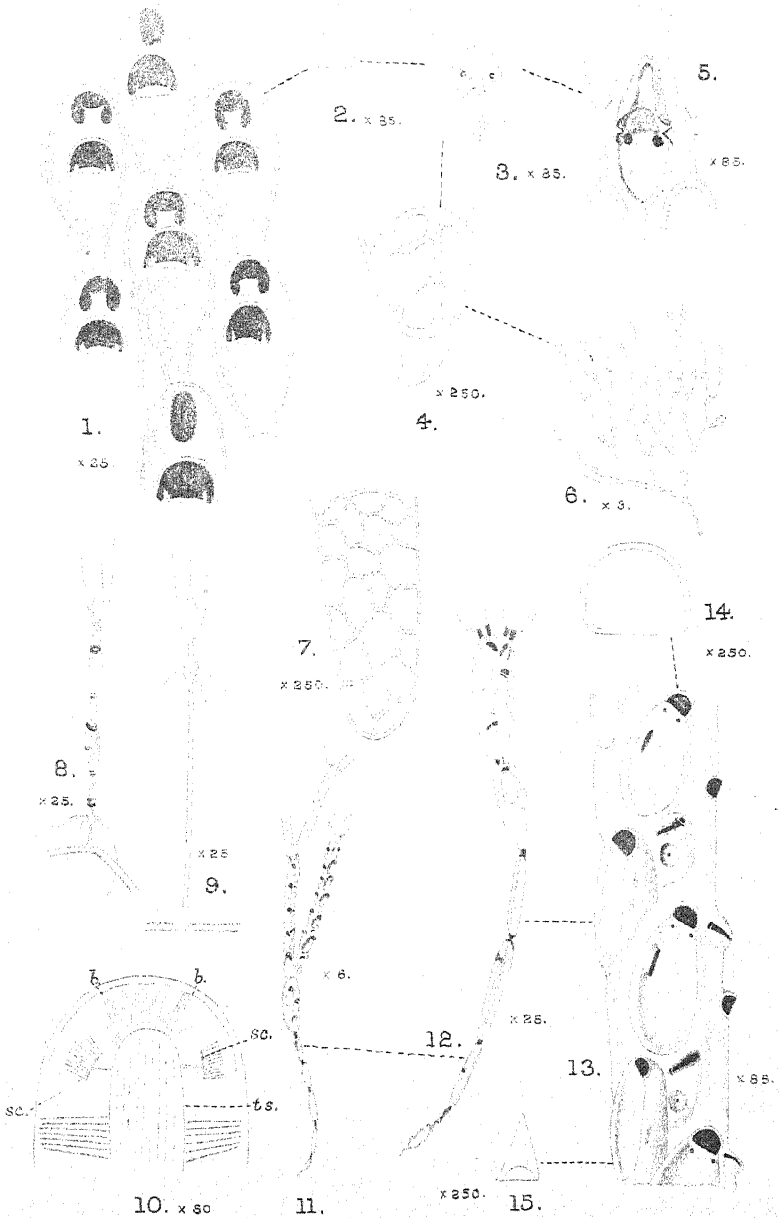 5.
2. × 85.
3. × 85.
× 85.
× 250.
1.
4.
× 25.
6. × 3.
14.
7.
× 250.
× 250.
8.
× 25.
× 25
9.
b. b.
× 6.
sc.
× 25.
12.
13.
× 85.
sc.
ts.
10. × 80
11.
× 250.
15.